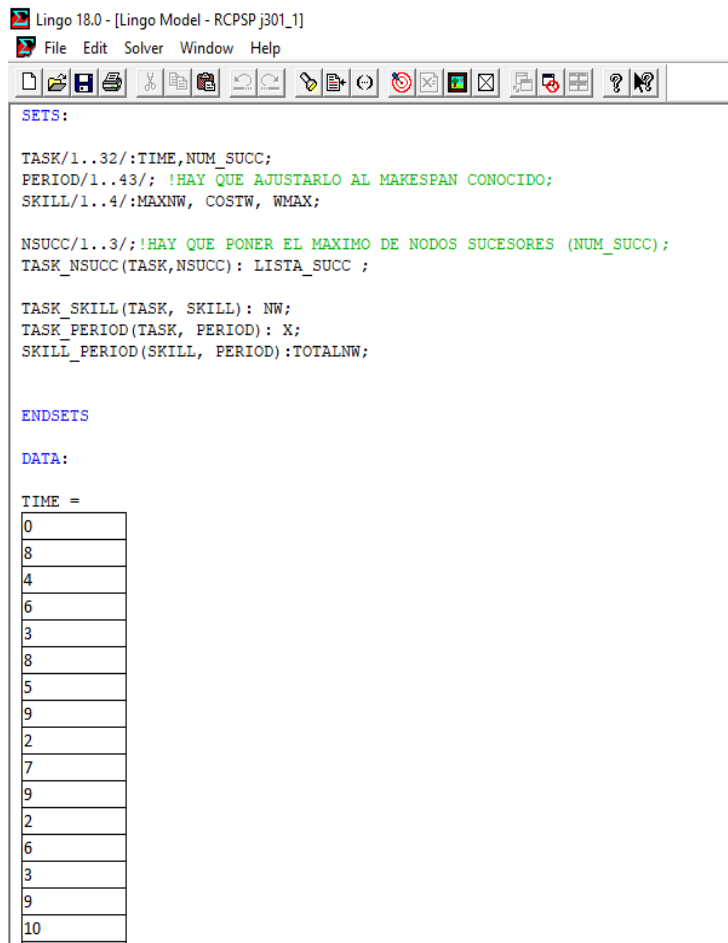 Lingo 18.0 - [Lingo Model - RCPSP j301_1]
File Edit Solver Window Help
SETS:
TASK/1..32/:TIME,NUM_SUCC;
PERIOD/1..43/; !HAY QUE AJUSTARLO AL MAKESPAN CONOCIDO;
SKILL/1..4/:MAXNW, COSTW, WMAX;
NSUCC/1..3/;!HAY QUE PONER EL MAXIMO DE NODOS SUCESORES (NUM_SUCC);
TASK_NSUCC(TASK,NSUCC): LISTA_SUCC ;
TASK_SKILL(TASK, SKILL): NW;
TASK_PERIOD(TASK, PERIOD): X;
SKILL_PERIOD(SKILL, PERIOD):TOTALNW;
ENDSETS
DATA:
TIME =
0
8
4
6
3
8
5
9
2
7
9
2
6
3
9
10